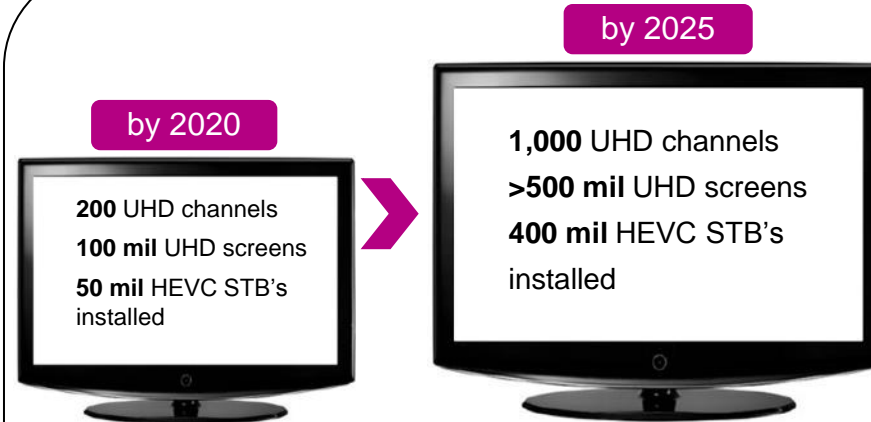 by 2020
200 UHD channels
100 mil UHD screens
50 mil HEVC STB’s
installed
by 2025
1,000 UHD channels
>500 mil UHD screens
400 mil HEVC STB’s
installed